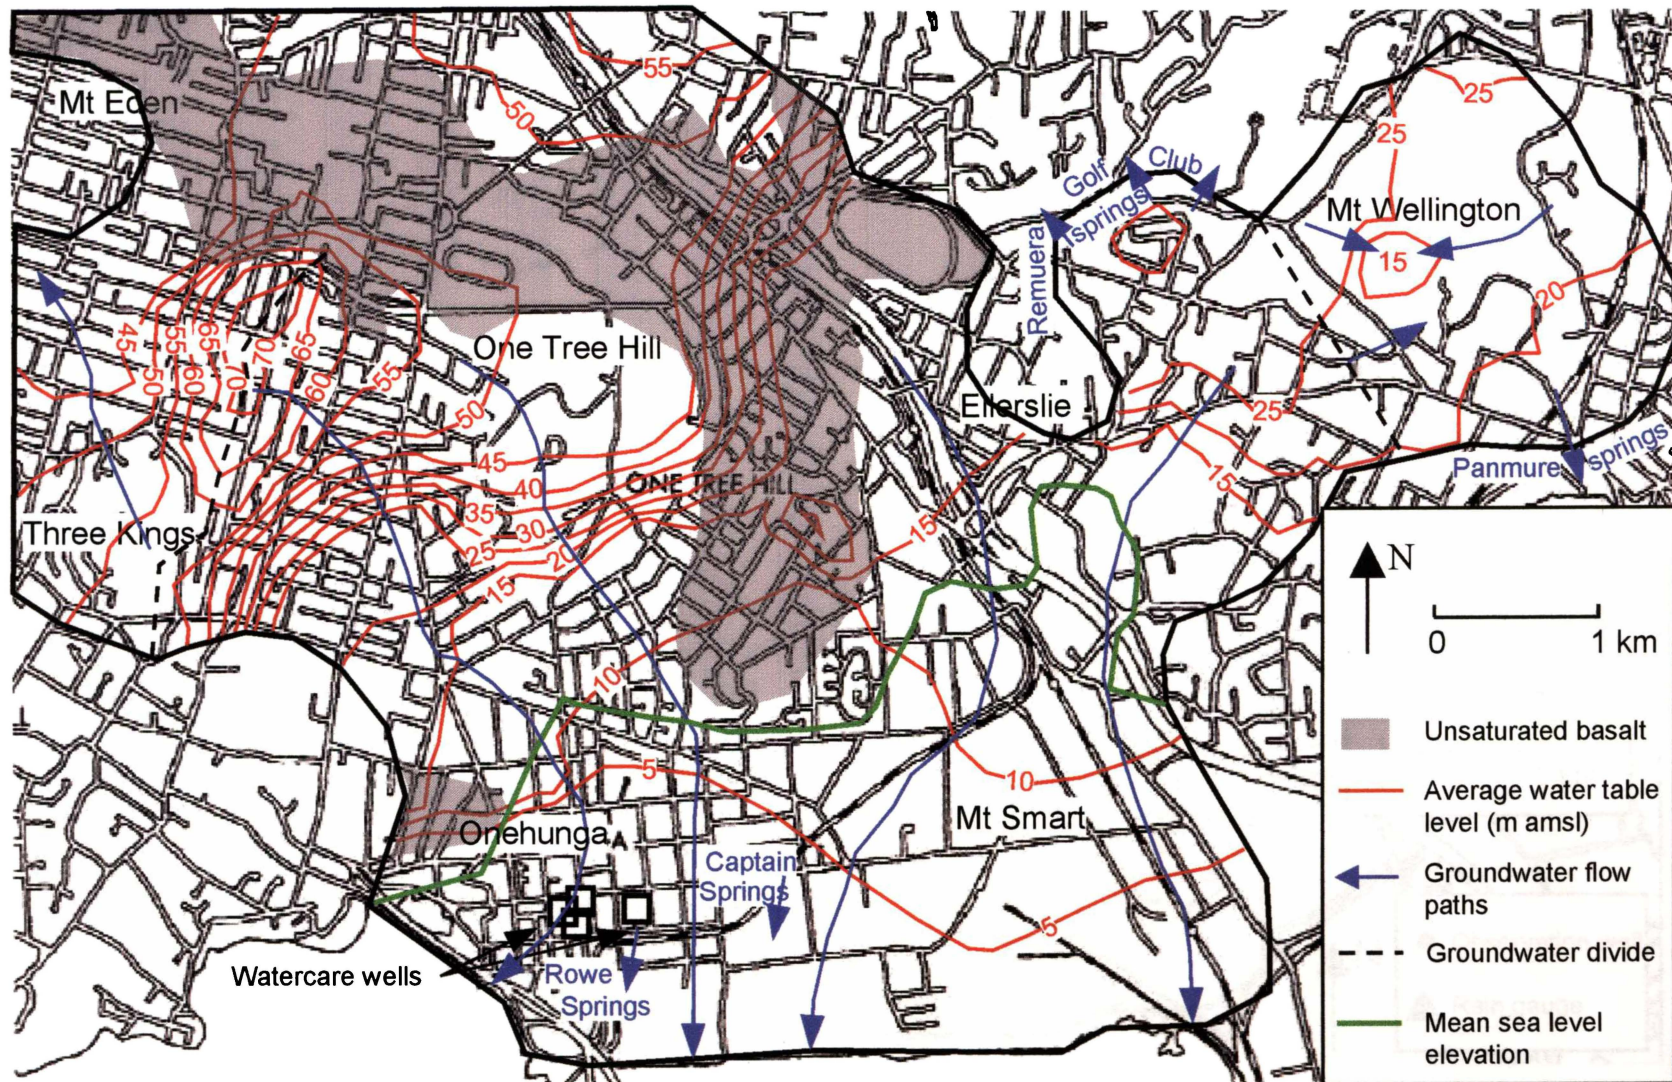 55
50
25
25
Mt Eden
Golf Club
springs
Remuera
Mt Wellington
15
20
45
55
65
70
65
50
60
70
60
55
One Tree Hill
50
Ellerslie
25
45
40
ONE TREE HILL
15
Panmure springs
35
30
25
20
15
15
Three Kings
10
5
10
Mt Smart
Onehunga
Captain
Springs
5
Watercare wells
Rowe
Springs
N
0 1 km
Unsaturated basalt
Average water table
level (m amsl)
Groundwater flow
paths
Groundwater divide
Mean sea level
elevation